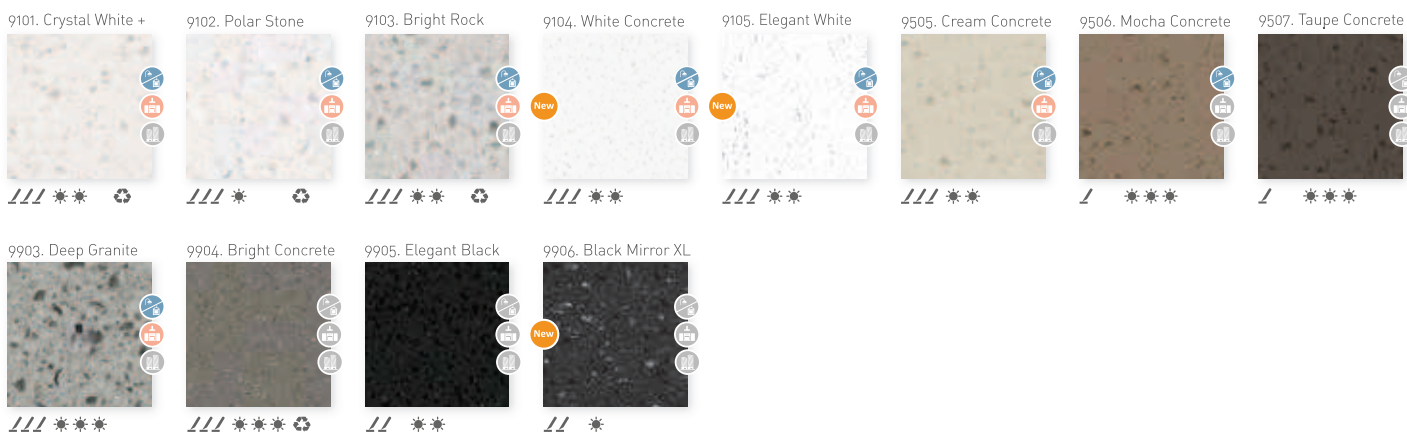 9101. Crystal White +
9102. Polar Stone
9103. Bright Rock
9104. White Concrete
9105. Elegant White
9505. Cream Concrete
9506. Mocha Concrete
9507. Taupe Concrete
New
New
9903. Deep Granite
9904. Bright Concrete
9905. Elegant Black
9906. Black Mirror XL
New